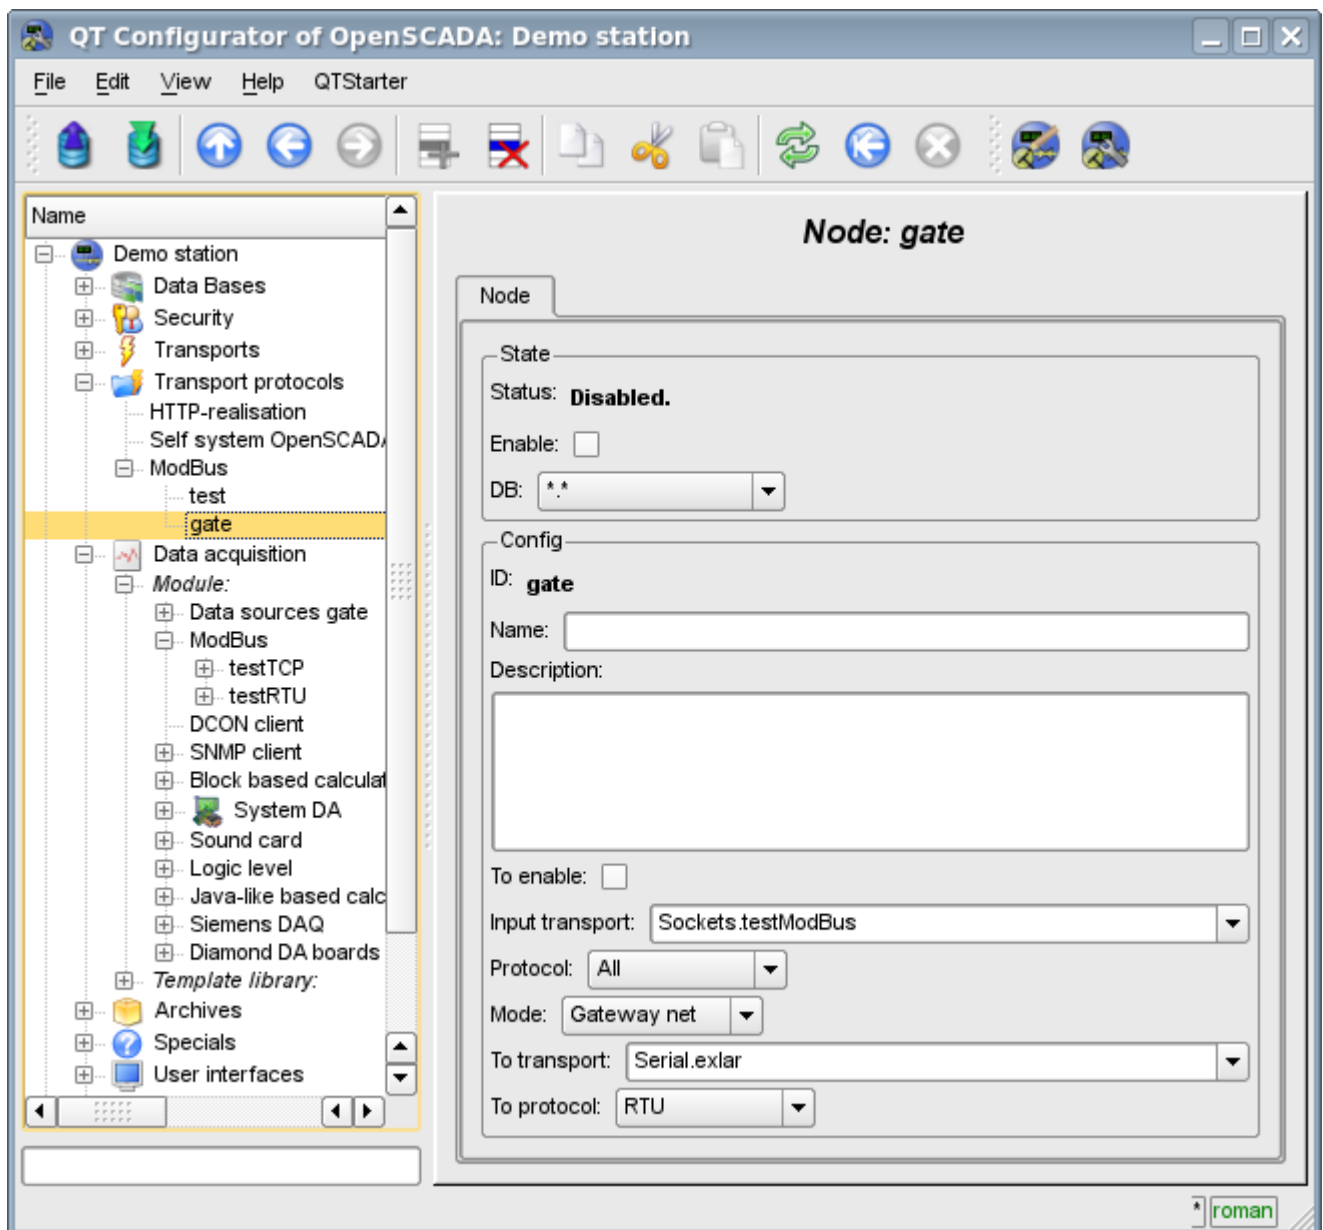 QT Configurator of OpenSCADA: Demo station
File Edit View Help QTStarter
Name
Demo station
Data Bases
Security
Transports
Transport protocols
HTTP-realisation
Self system OpenSCADA
ModBus
test
gate
Data acquisition
Module:
Data sources gate
ModBus
testTCP
testRTU
DCON client
SNMP client
Block based calculat
System DA
Sound card
Logic level
Java-like based calc
Siemens DAQ
Diamond DA boards
Template library:
Archives
Specials
User interfaces
Node: gate
Node
State
Status: Disabled.
Enable:
DB: *.*
Config
ID: gate
Name:
Description:
To enable:
Input transport: Sockets.testModBus
Protocol: All
Mode: Gateway net
To transport: Serial.exlar
To protocol: RTU
* roman